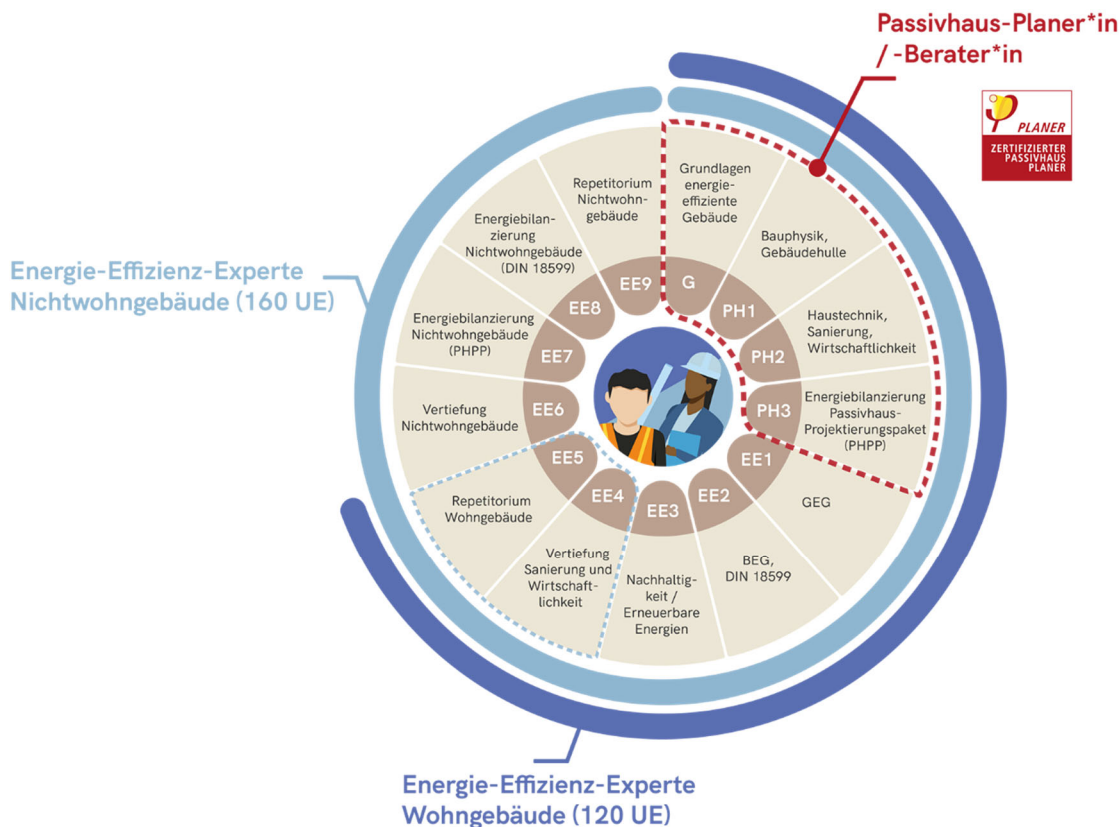 Passivhaus-Planer*in
/ -Berater*in
PLANER
ZERTIFIZIERTER
PASSIVHAUS
PLANER
Grundlagen
energie-
effiziente
Gebäude
G
Bauphysik,
Gebäudehulle
PH1
Haustechnik,
Sanierung,
Wirtschaftlichkeit
PH2
Energiebilanzierung
Passivhaus-
Projektierungspaket
(PHPP)
PH3
GEG
EE1
BEG,
DIN 18599
EE2
Nachhaltig-
keit /
Erneuerbare
Energien
EE3
Vertiefung
Sanierung und
Wirtschaft-
lichkeit
EE4
Repetitorium
Wohngebäude
EE5
Vertiefung
Nichtwohngebäude
EE6
Energiebilanzierung
Nichtwohngebäude
(PHPP)
EE7
Energiebilan-
zierung
Nichtwohngebäude
(DIN 18599)
EE8
Repetitorium
Nichtwohn-
gebäude
EE9
Energie-Effizienz-Experte
Nichtwohngebäude (160 UE)
Energie-Effizienz-Experte
Wohngebäude (120 UE)